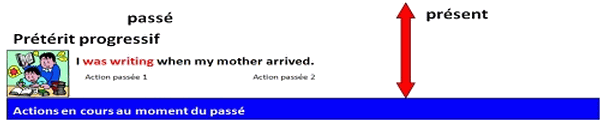 passé
présent
Prétérit progressif
I was writing when my mother arrived.
Action passée 1 Action passée 2
Actions en cours au moment du passé